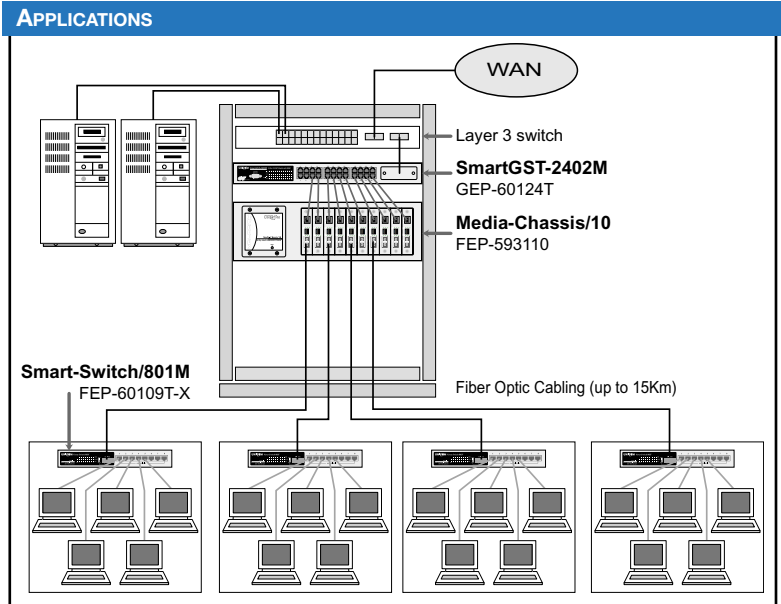 APPLICATIONS
WAN
Layer 3 switch
SmartGST-2402M
GEP-60124T
Media-Chassis/10
FEP-593110
Smart-Switch/801M
FEP-60109T-X
Fiber Optic Cabling (up to 15Km)